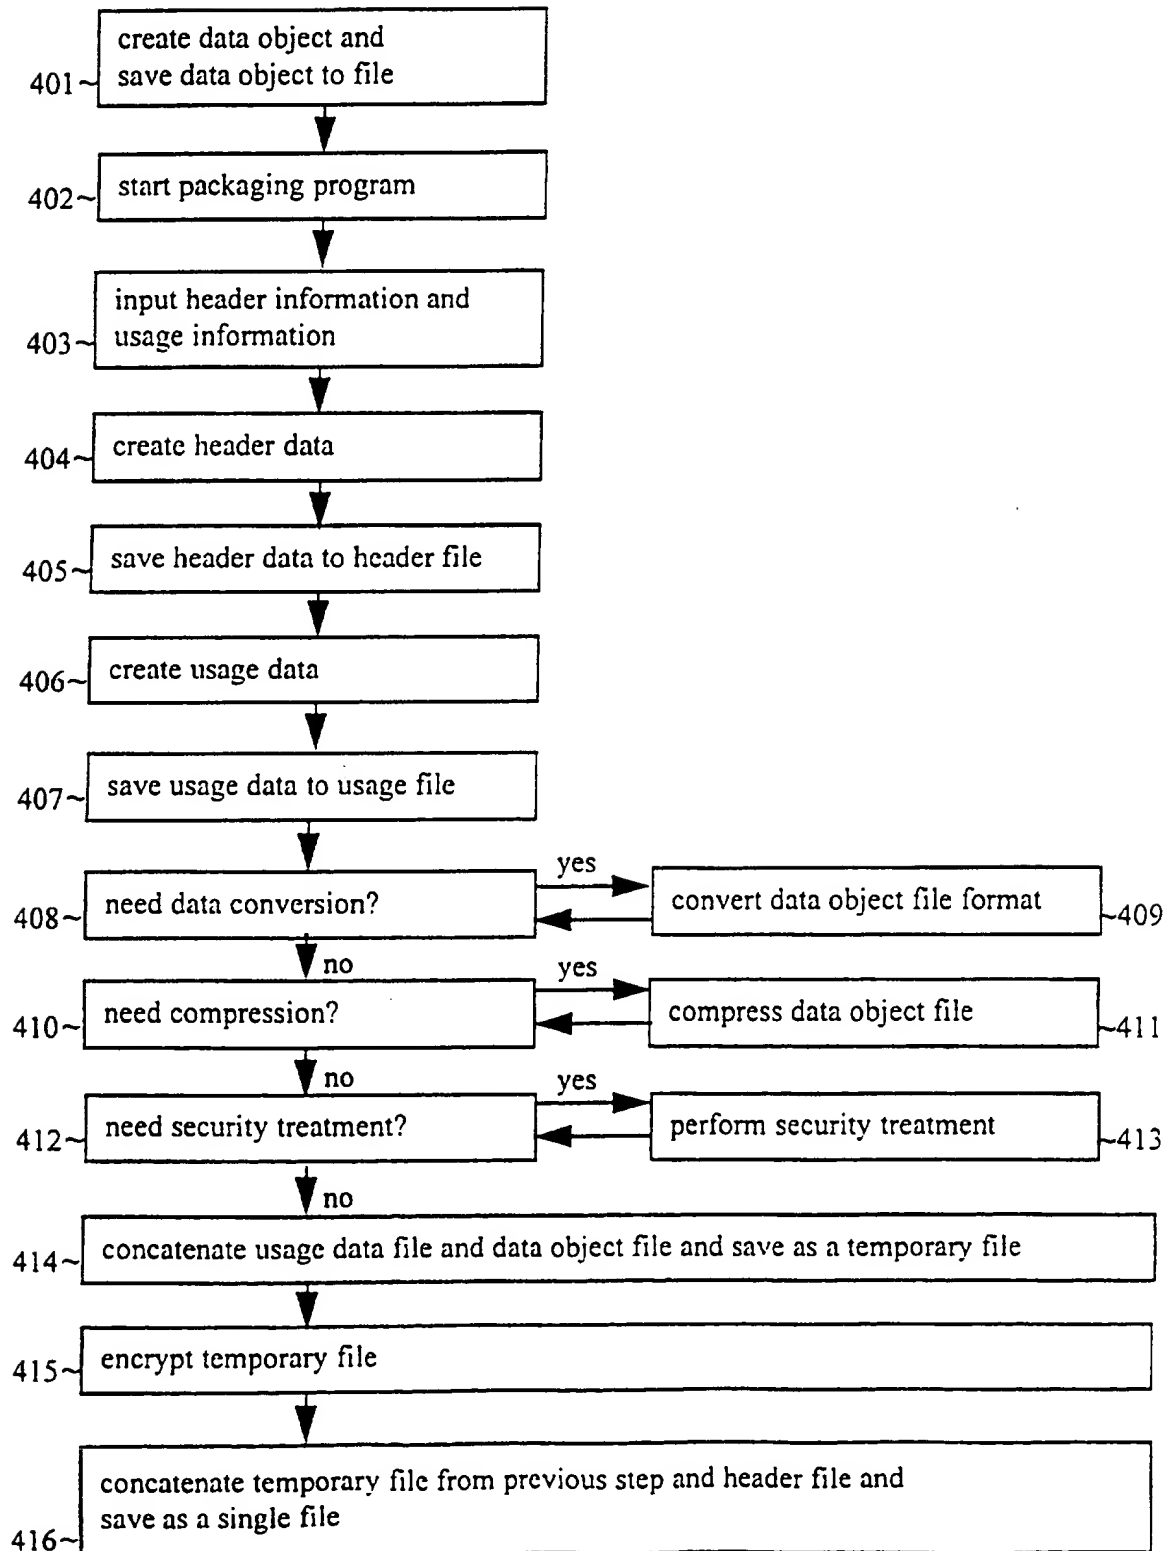 create data object and
save data object to file
401~
start packaging program
402~
input header information and
usage information
403~
create header data
404~
save header data to header file
405~
create usage data
406~
save usage data to usage file
407~
yes
need data conversion?
408~
convert data object file format
~409
no
yes
need compression?
410~
compress data object file
~411
no
yes
need security treatment?
412~
perform security treatment
~413
no
concatenate usage data file and data object file and save as a temporary file
414~
encrypt temporary file
415~
concatenate temporary file from previous step and header file and
save as a single file
416~